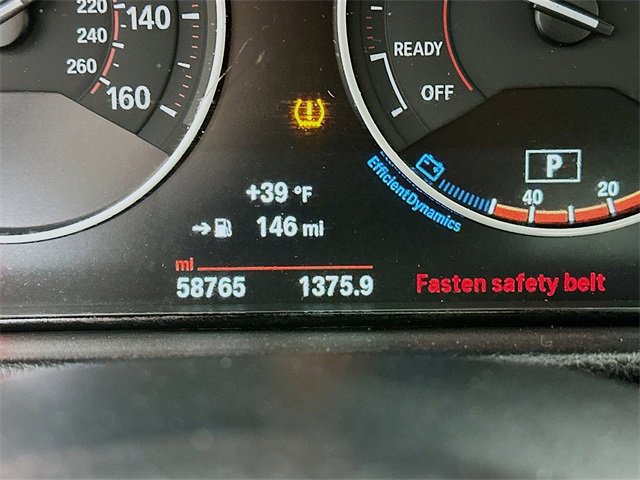 220
140
240
260
160
READY
OFF
P
EfficientDynamics
40
20
+39 °F
146 mi
mi
58765 1375.9
Fasten safety belt